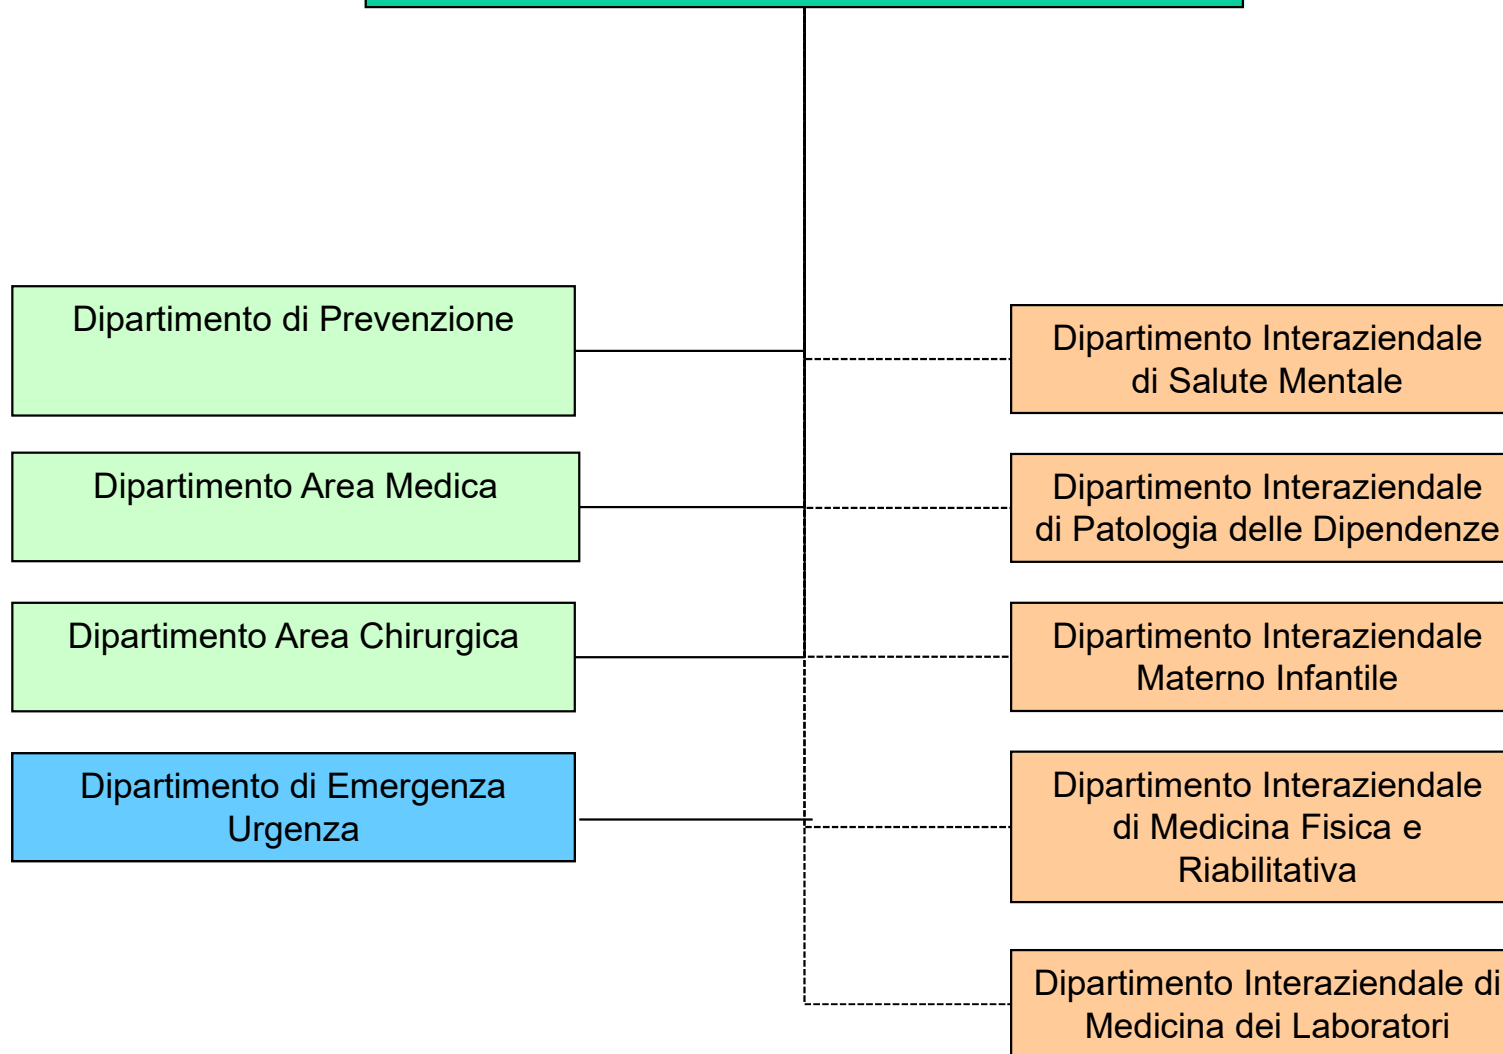 Dipartimento di Prevenzione
Dipartimento Area Medica
Dipartimento Area Chirurgica
Dipartimento di Emergenza
Urgenza
Dipartimento Interaziendale
di Salute Mentale
Dipartimento Interaziendale
di Patologia delle Dipendenze
Dipartimento Interaziendale
Materno Infantile
Dipartimento Interaziendale
di Medicina Fisica e
Riabilitativa
Dipartimento Interaziendale di
Medicina dei Laboratori